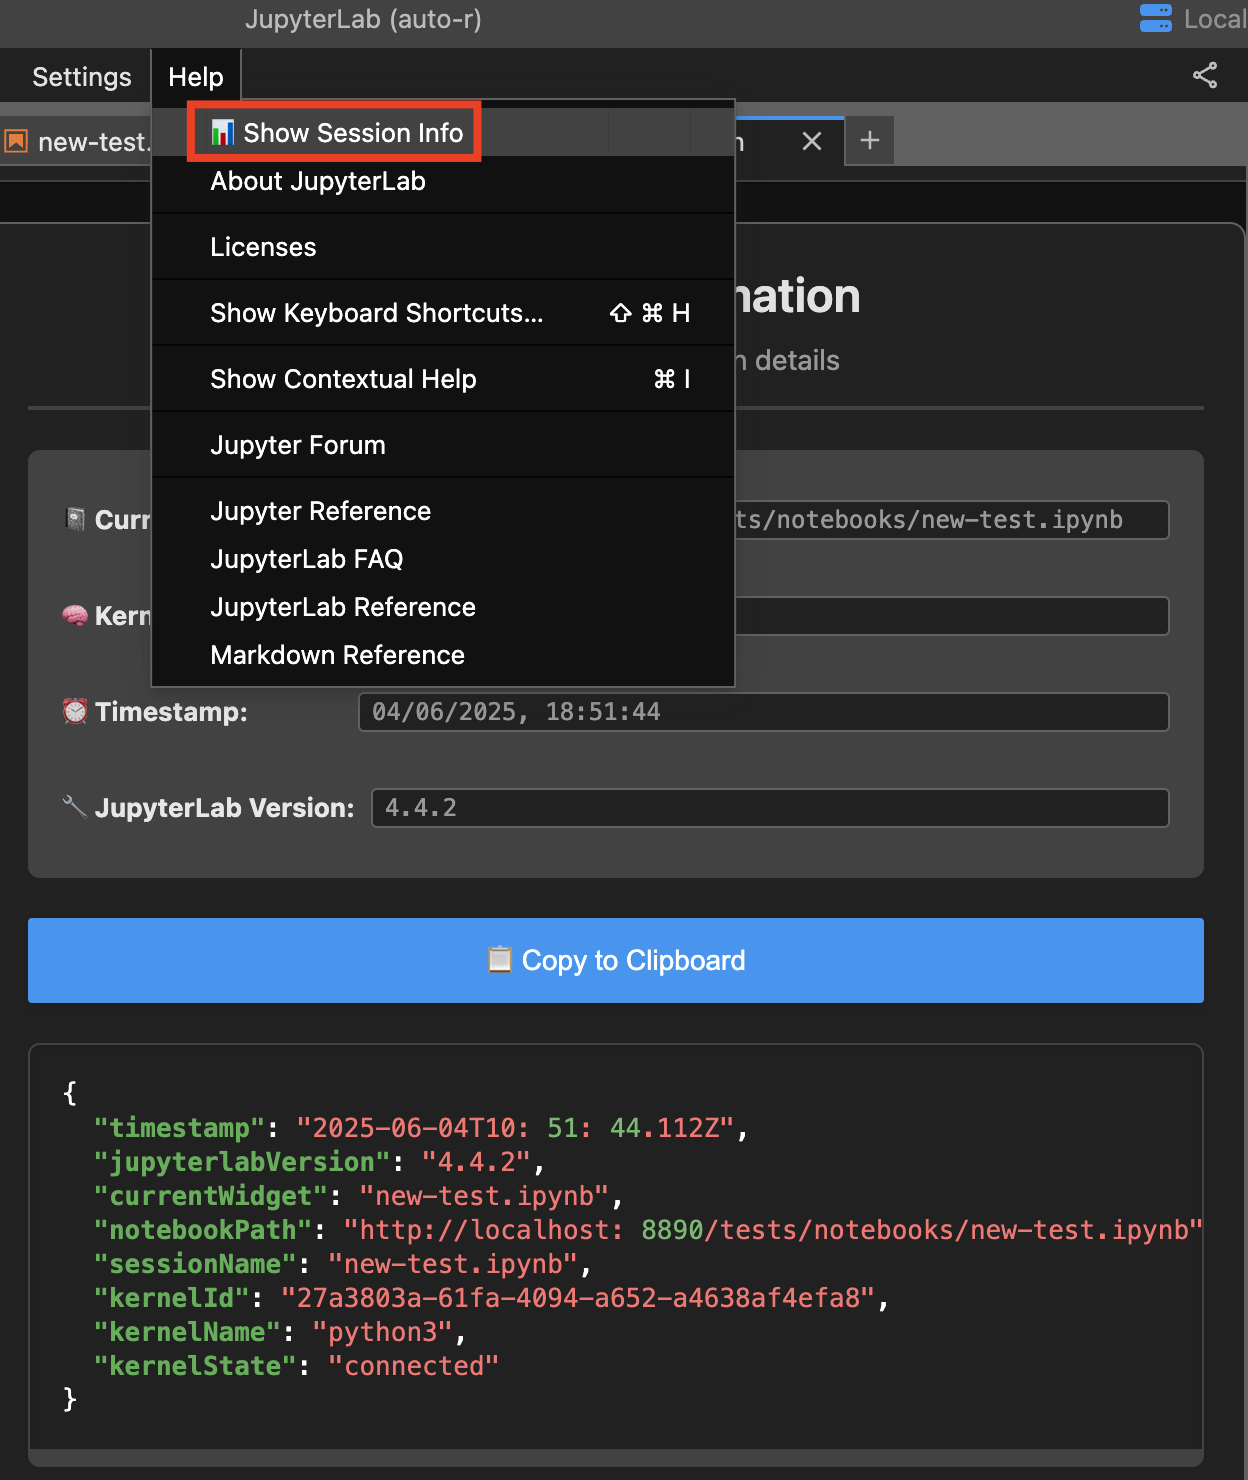 JupyterLab (auto-r)
Local
Settings
Help
new-test.
Show Session Info
About JupyterLab
Licenses
Show Keyboard Shortcuts... ⇧ ⌘ H
Show Contextual Help ⌘ I
Jupyter Forum
Jupyter Reference
JupyterLab FAQ
JupyterLab Reference
Markdown Reference
details
ts/notebooks/new-test.ipynb
Timestamp: 04/06/2025, 18:51:44
JupyterLab Version: 4.4.2
Copy to Clipboard
{
"timestamp": "2025-06-04T10: 51: 44.112Z",
"jupyterlabVersion": "4.4.2",
"currentWidget": "new-test.ipynb",
"notebookPath": "http://localhost: 8890/tests/notebooks/new-test.ipynb"
"sessionName": "new-test.ipynb",
"kernelId": "27a3803a-61fa-4094-a652-a4638af4efa8",
"kernelName": "python3",
"kernelState": "connected"
}